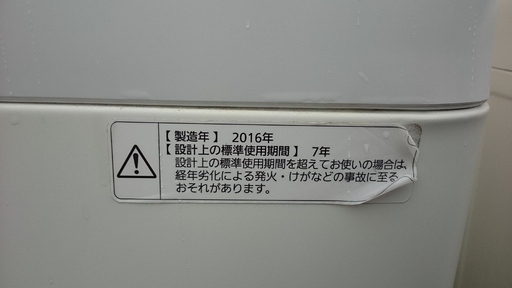 【 製造年 】 2016年
【 設計上の標準使用期間 】 7年
設計上の標準使用期間を超えてお使いの場合は、
経年劣化による発火・けがなどの事故に至る
おそれがあります。